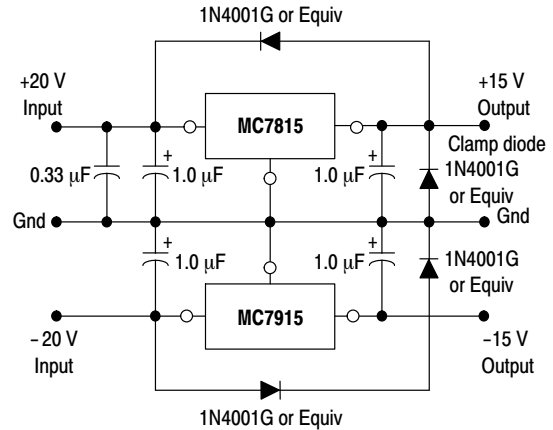 1N4001G or Equiv
+20 V
Input
+15 V
Output
MC7815
Clamp diode
0.33 µF
+
1.0 µF
1.0 µF
+
1N4001G
or Equiv
Gnd
Gnd
+
1.0 µF
1.0 µF
+
1N4001G
or Equiv
MC7915
−20 V
Input
−15 V
Output
1N4001G or Equiv